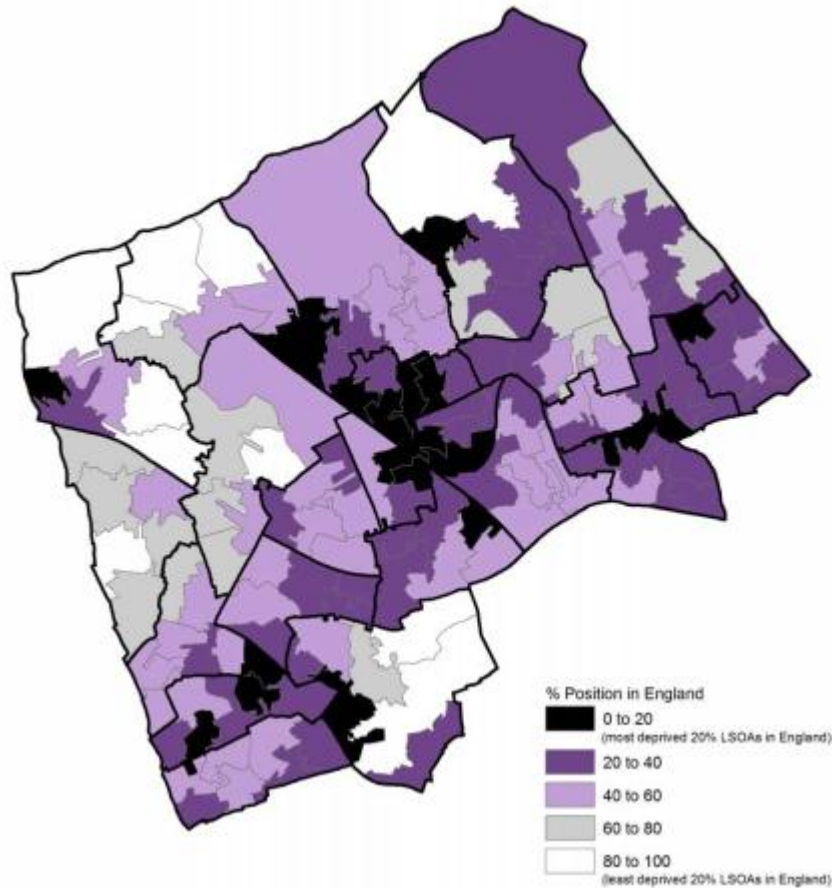 % Position in England
0 to 20
(most deprived 20% LSOAs in England)
20 to 40
40 to 60
60 to 80
80 to 100
(least deprived 20% LSOAs in England)